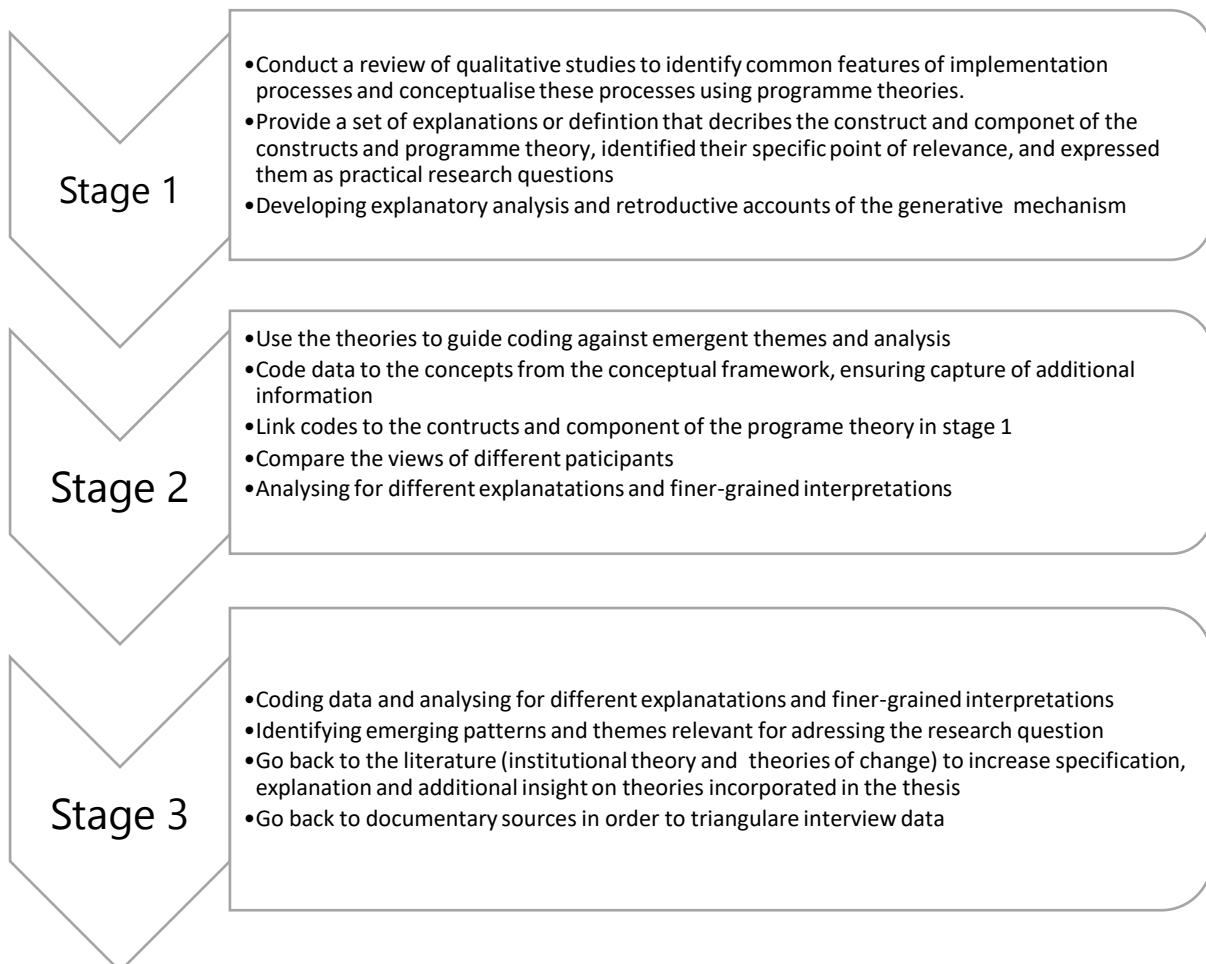 Stage 1
•Conduct a review of qualitative studies to identify common features of implementation
processes and conceptualise these processes using programme theories.
•Provide a set of explanations or defintion that decribes the construct and componet of the
constructs and programme theory, identified their specific point of relevance, and expressed
them as practical research questions
•Developing explanatory analysis and retroductive accounts of the generative mechanism
Stage 2
•Use the theories to guide coding against emergent themes and analysis
•Code data to the concepts from the conceptual framework, ensuring capture of additional
information
•Link codes to the contructs and component of the programe theory in stage 1
•Compare the views of different paticipants
•Analysing for different explanatations and finer-grained interpretations
Stage 3
•Coding data and analysing for different explanatations and finer-grained interpretations
•Identifying emerging patterns and themes relevant for adressing the research question
•Go back to the literature (institutional theory and theories of change) to increase specification,
explanation and additional insight on theories incorporated in the thesis
•Go back to documentary sources in order to triangulare interview data